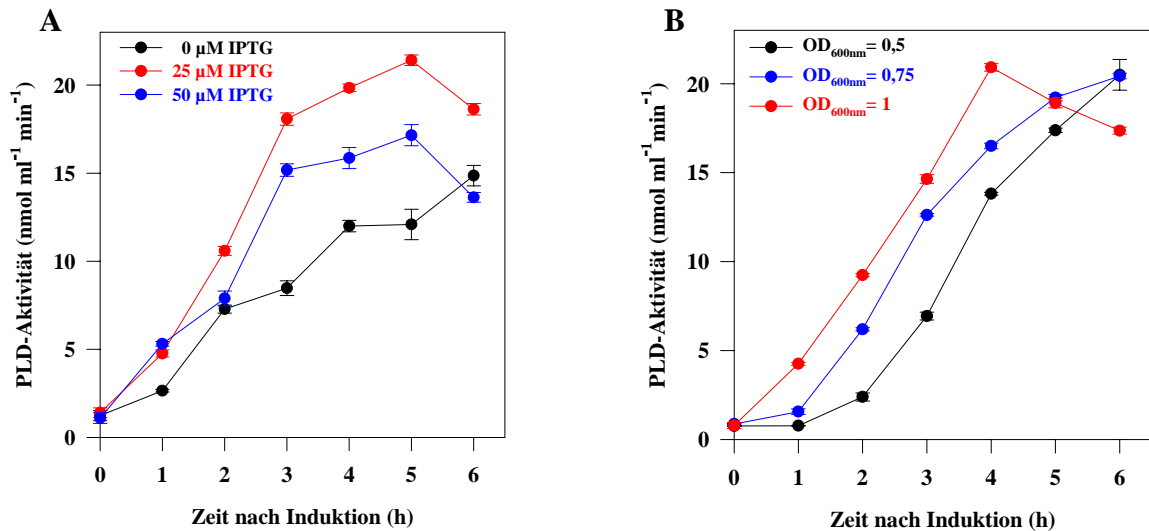 A
0 µM IPTG
25 µM IPTG
50 µM IPTG
PLD-Aktivität (nmol ml⁻¹ min⁻¹)
20
15
10
5
0
0 1 2 3 4 5 6
Zeit nach Induktion (h)
B
OD₆₀₀ₙₘ= 0,5
OD₆₀₀ₙₘ= 0,75
OD₆₀₀ₙₘ= 1
PLD-Aktivität (nmol ml⁻¹ min⁻¹)
20
15
10
5
0
0 1 2 3 4 5 6
Zeit nach Induktion (h)